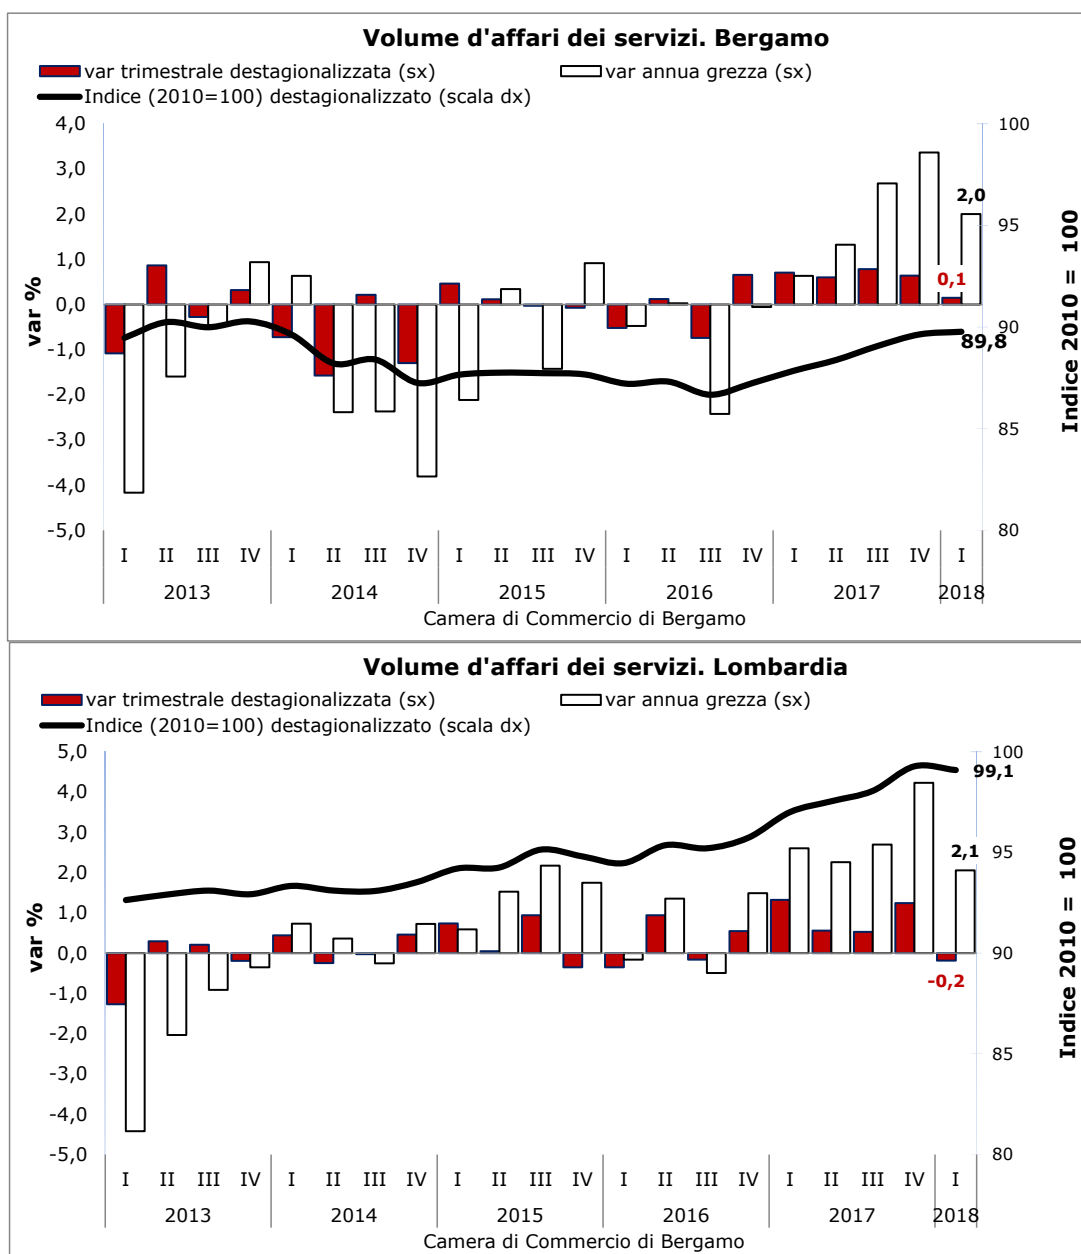 Volume d'affari dei servizi. Bergamo
var trimestrale destagionalizzata (sx) var annua grezza (sx)
Indice (2010=100) destagionalizzato (scala dx)
var %
4,0
3,0
2,0
1,0
0,0
-1,0
-2,0
-3,0
-4,0
-5,0
2,0
0,1
89,8
100
95
90
85
80
Indice 2010 = 100
I II III IV I II III IV I II III IV I II III IV I II III IV I
2013 2014 2015 2016 2017 2018
Camera di Commercio di Bergamo
Volume d'affari dei servizi. Lombardia
var trimestrale destagionalizzata (sx) var annua grezza (sx)
Indice (2010=100) destagionalizzato (scala dx)
var %
5,0
4,0
3,0
2,0
1,0
0,0
-1,0
-2,0
-3,0
-4,0
-5,0
99,1
2,1
-0,2
100
95
90
85
80
Indice 2010 = 100
I II III IV I II III IV I II III IV I II III IV I II III IV I
2013 2014 2015 2016 2017 2018
Camera di Commercio di Bergamo